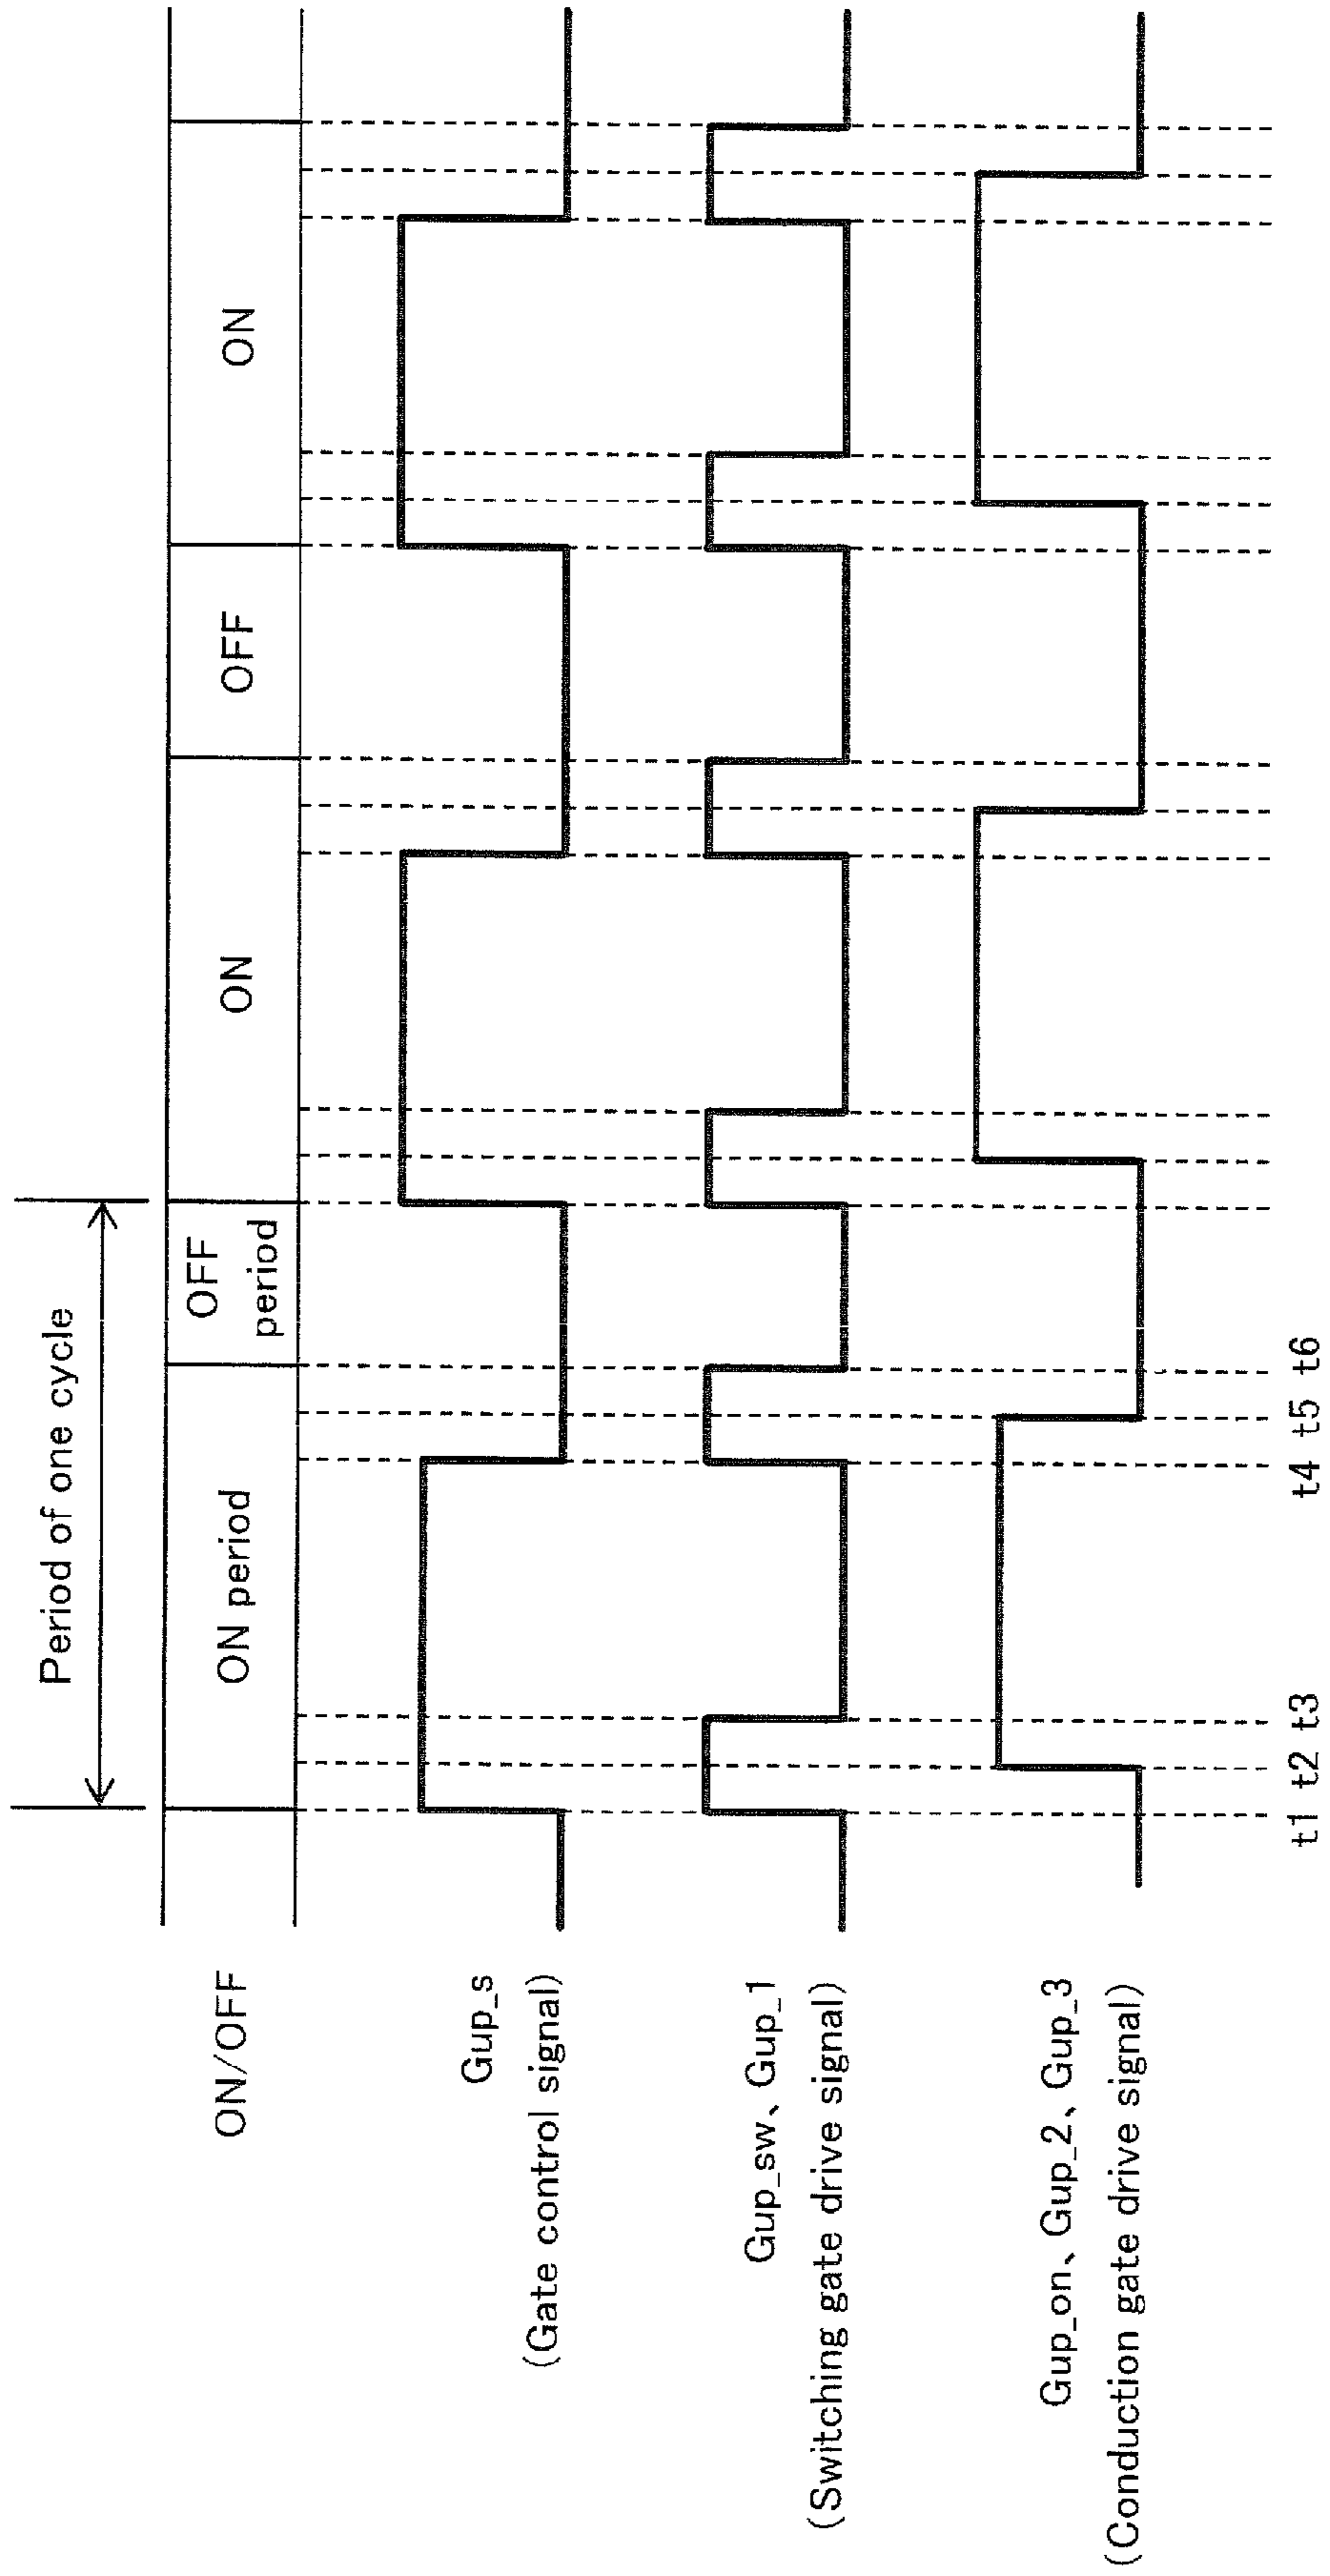 Period of one cycle
ON/OFF
ON period
OFF
period
ON
OFF
ON
Gup_s
(Gate control signal)
Gup_sw、Gup_1
(Switching gate drive signal)
Gup_on、Gup_2、Gup_3
(Conduction gate drive signal)
t1 t2 t3 t4 t5 t6